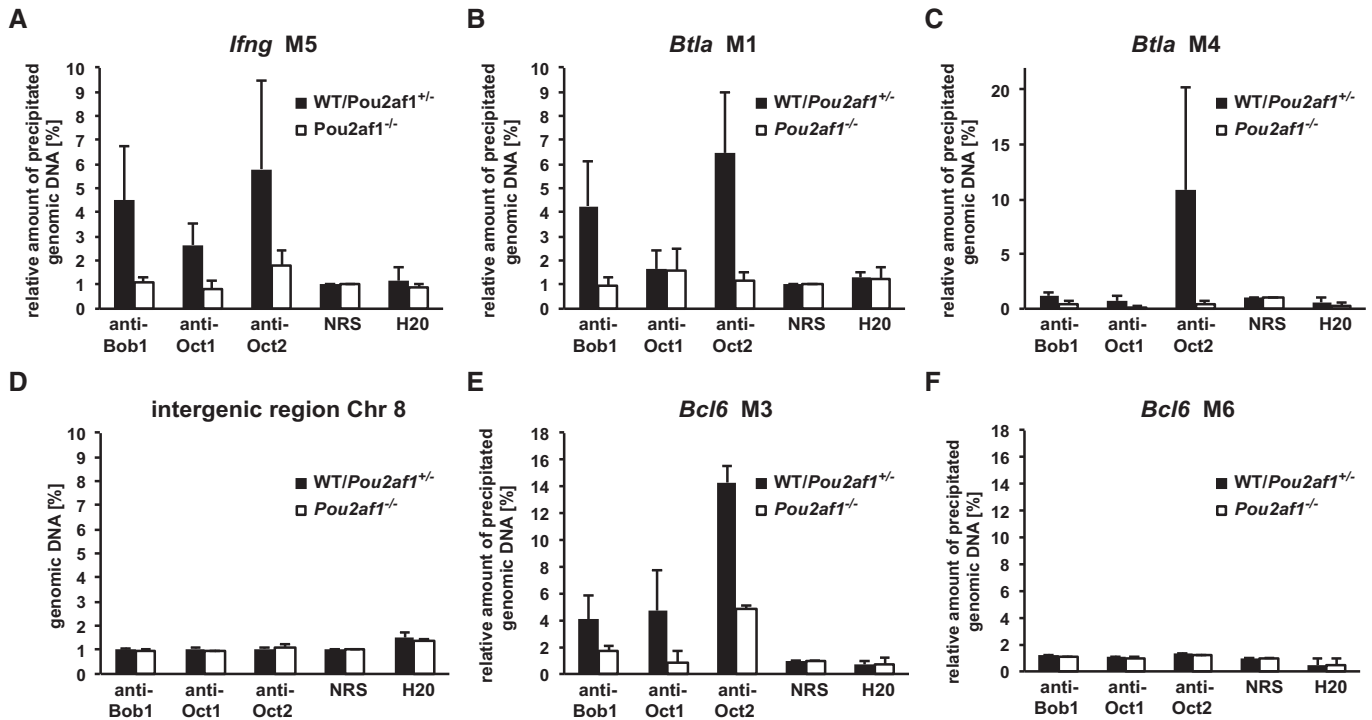 A
Ifng M5
relative amount of precipitated
genomic DNA [%]
10
9
8
7
6
5
4
3
2
1
0
WT/Pou2af1+/-
Pou2af1-/-
anti-Bob1
anti-Oct1
anti-Oct2
NRS
H20
B
Btla M1
relative amount of precipitated
genomic DNA [%]
10
9
8
7
6
5
4
3
2
1
0
WT/Pou2af1+/-
Pou2af1-/-
anti-Bob1
anti-Oct1
anti-Oct2
NRS
H20
C
Btla M4
relative amount of precipitated
genomic DNA [%]
20
15
10
5
0
WT/Pou2af1+/-
Pou2af1-/-
anti-Bob1
anti-Oct1
anti-Oct2
NRS
H20
D
intergenic region Chr 8
genomic DNA [%]
10
9
8
7
6
5
4
3
2
1
0
WT/Pou2af1+/-
Pou2af1-/-
anti-Bob1
anti-Oct1
anti-Oct2
NRS
H20
E
Bcl6 M3
relative amount of precipitated
genomic DNA [%]
18
16
14
12
10
8
6
4
2
0
WT/Pou2af1+/-
Pou2af1-/-
anti-Bob1
anti-Oct1
anti-Oct2
NRS
H20
F
Bcl6 M6
relative amount of precipitated
genomic DNA [%]
18
16
14
12
10
8
6
4
2
0
WT/Pou2af1+/-
Pou2af1-/-
anti-Bob1
anti-Oct1
anti-Oct2
NRS
H20